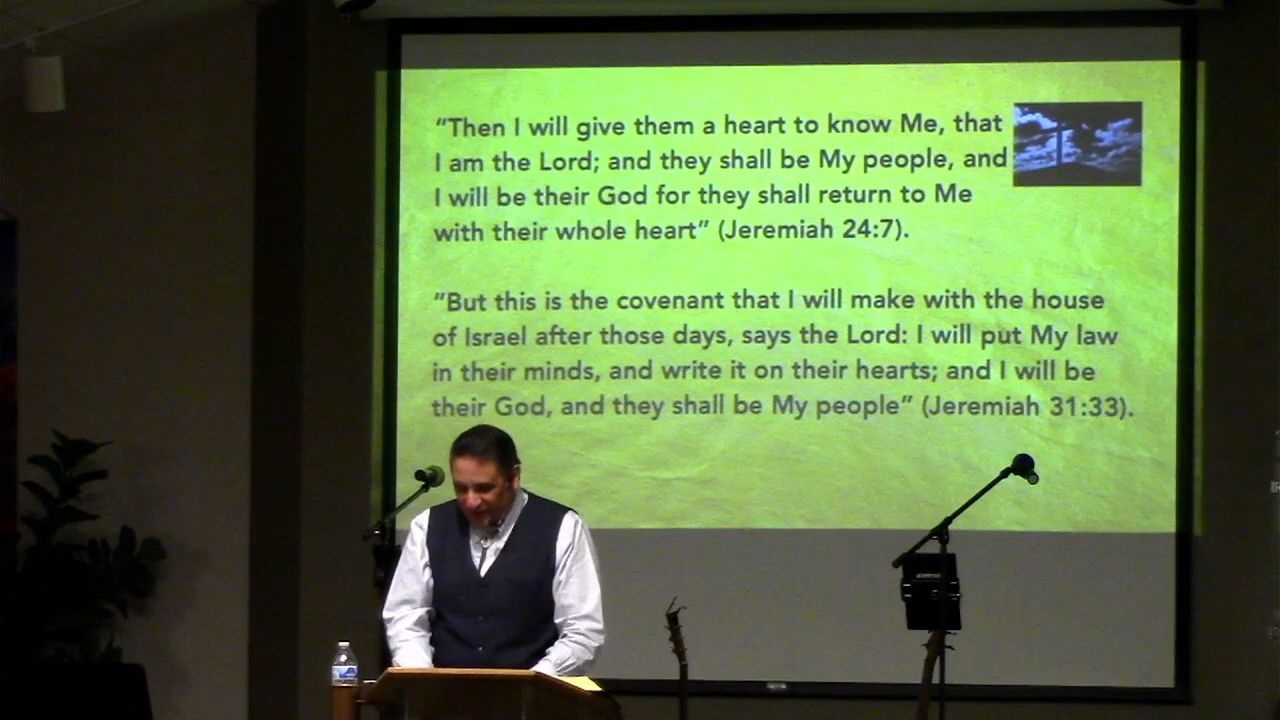 “Then I will give them a heart to know Me, that
I am the Lord; and they shall be My people, and
I will be their God for they shall return to Me
with their whole heart” (Jeremiah 24:7).
“But this is the covenant that I will make with the house
of Israel after those days, says the Lord: I will put My law
in their minds, and write it on their hearts; and I will be
their God, and they shall be My people” (Jeremiah 31:33).